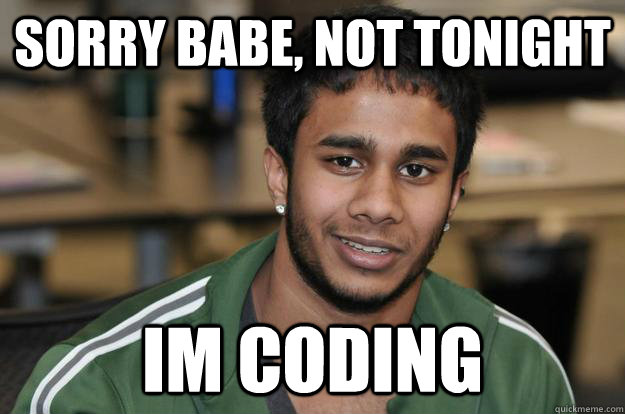 SORRY BABE, NOT TONIGHT
IM CODING
quickmeme.com